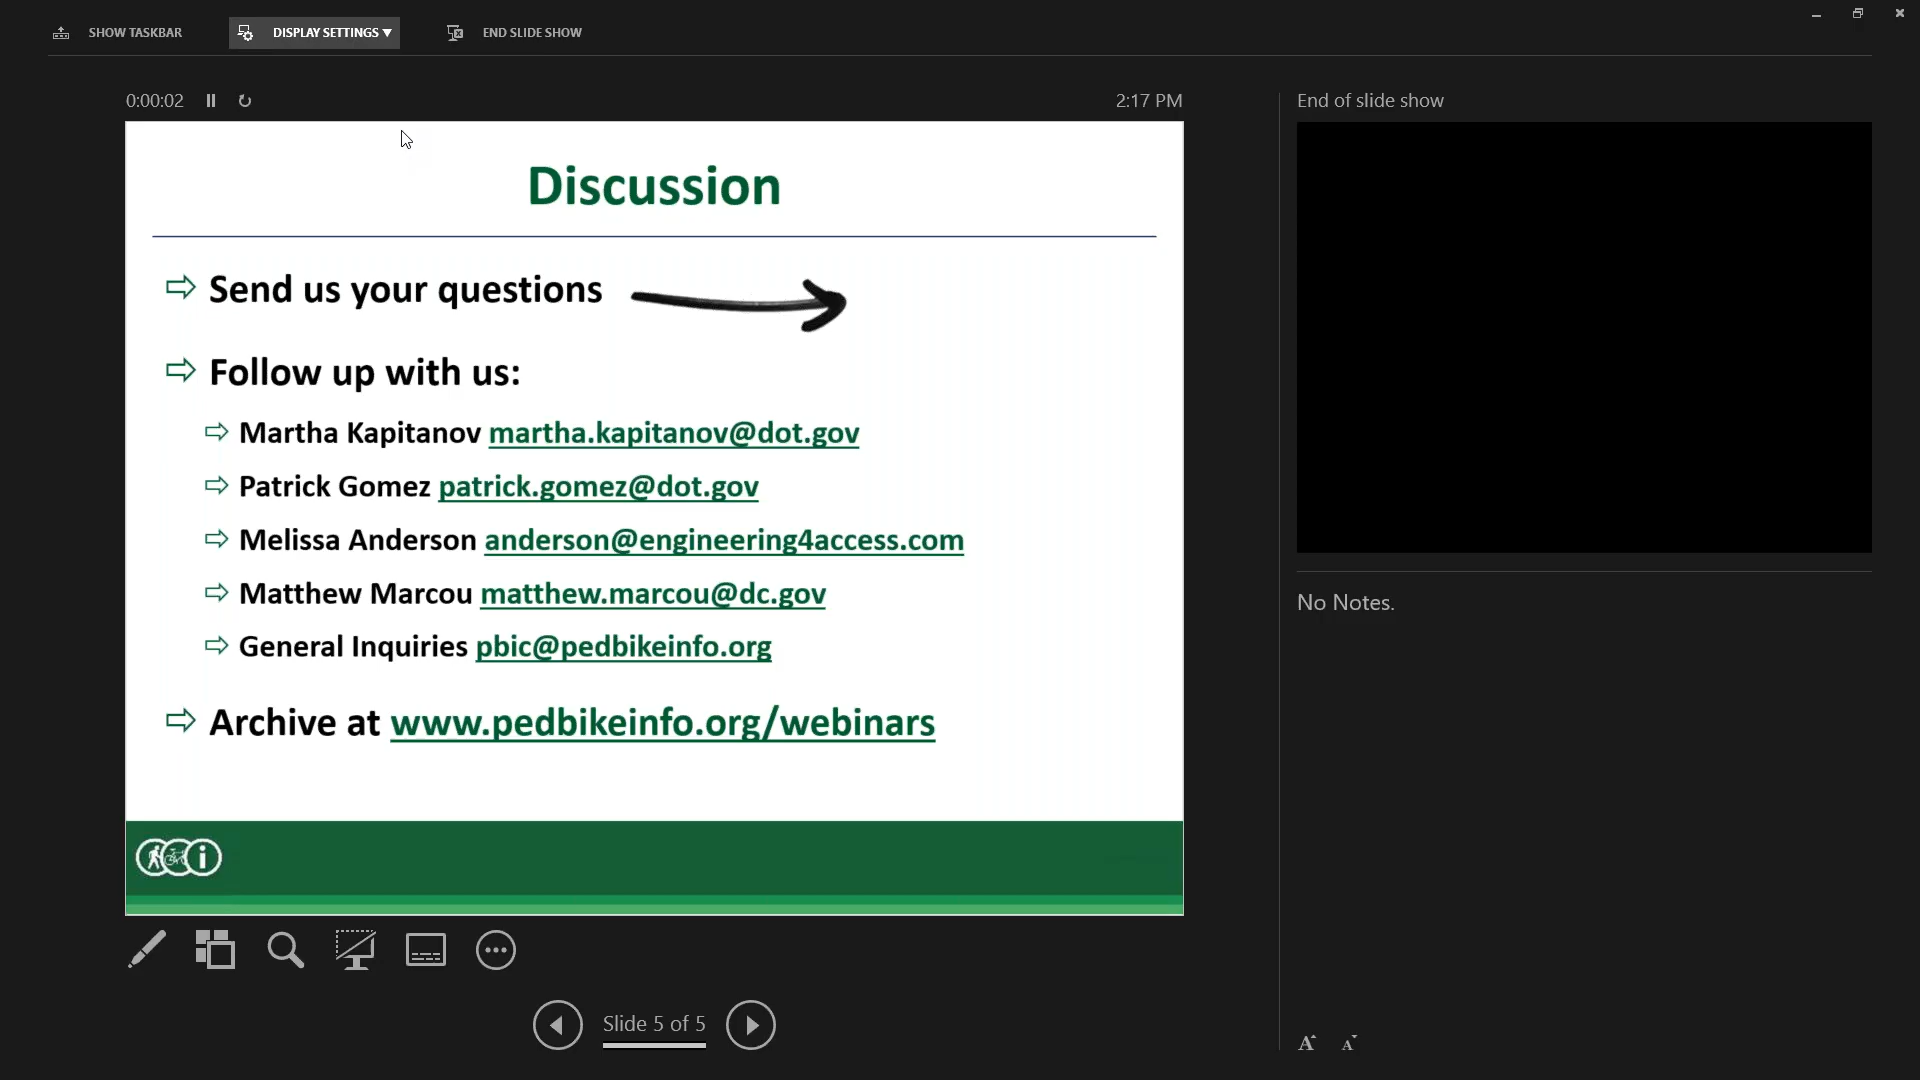 SHOW TASKBAR
DISPLAY SETTINGS ▼
END SLIDE SHOW
0:00:02
2:17 PM
End of slide show
Discussion
Send us your questions
Follow up with us:
Martha Kapitanov martha.kapitanov@dot.gov
Patrick Gomez patrick.gomez@dot.gov
Melissa Anderson anderson@engineering4access.com
Matthew Marcou matthew.marcou@dc.gov
General Inquiries pbic@pedbikeinfo.org
Archive at www.pedbikeinfo.org/webinars
i
No Notes.
Slide 5 of 5
A A